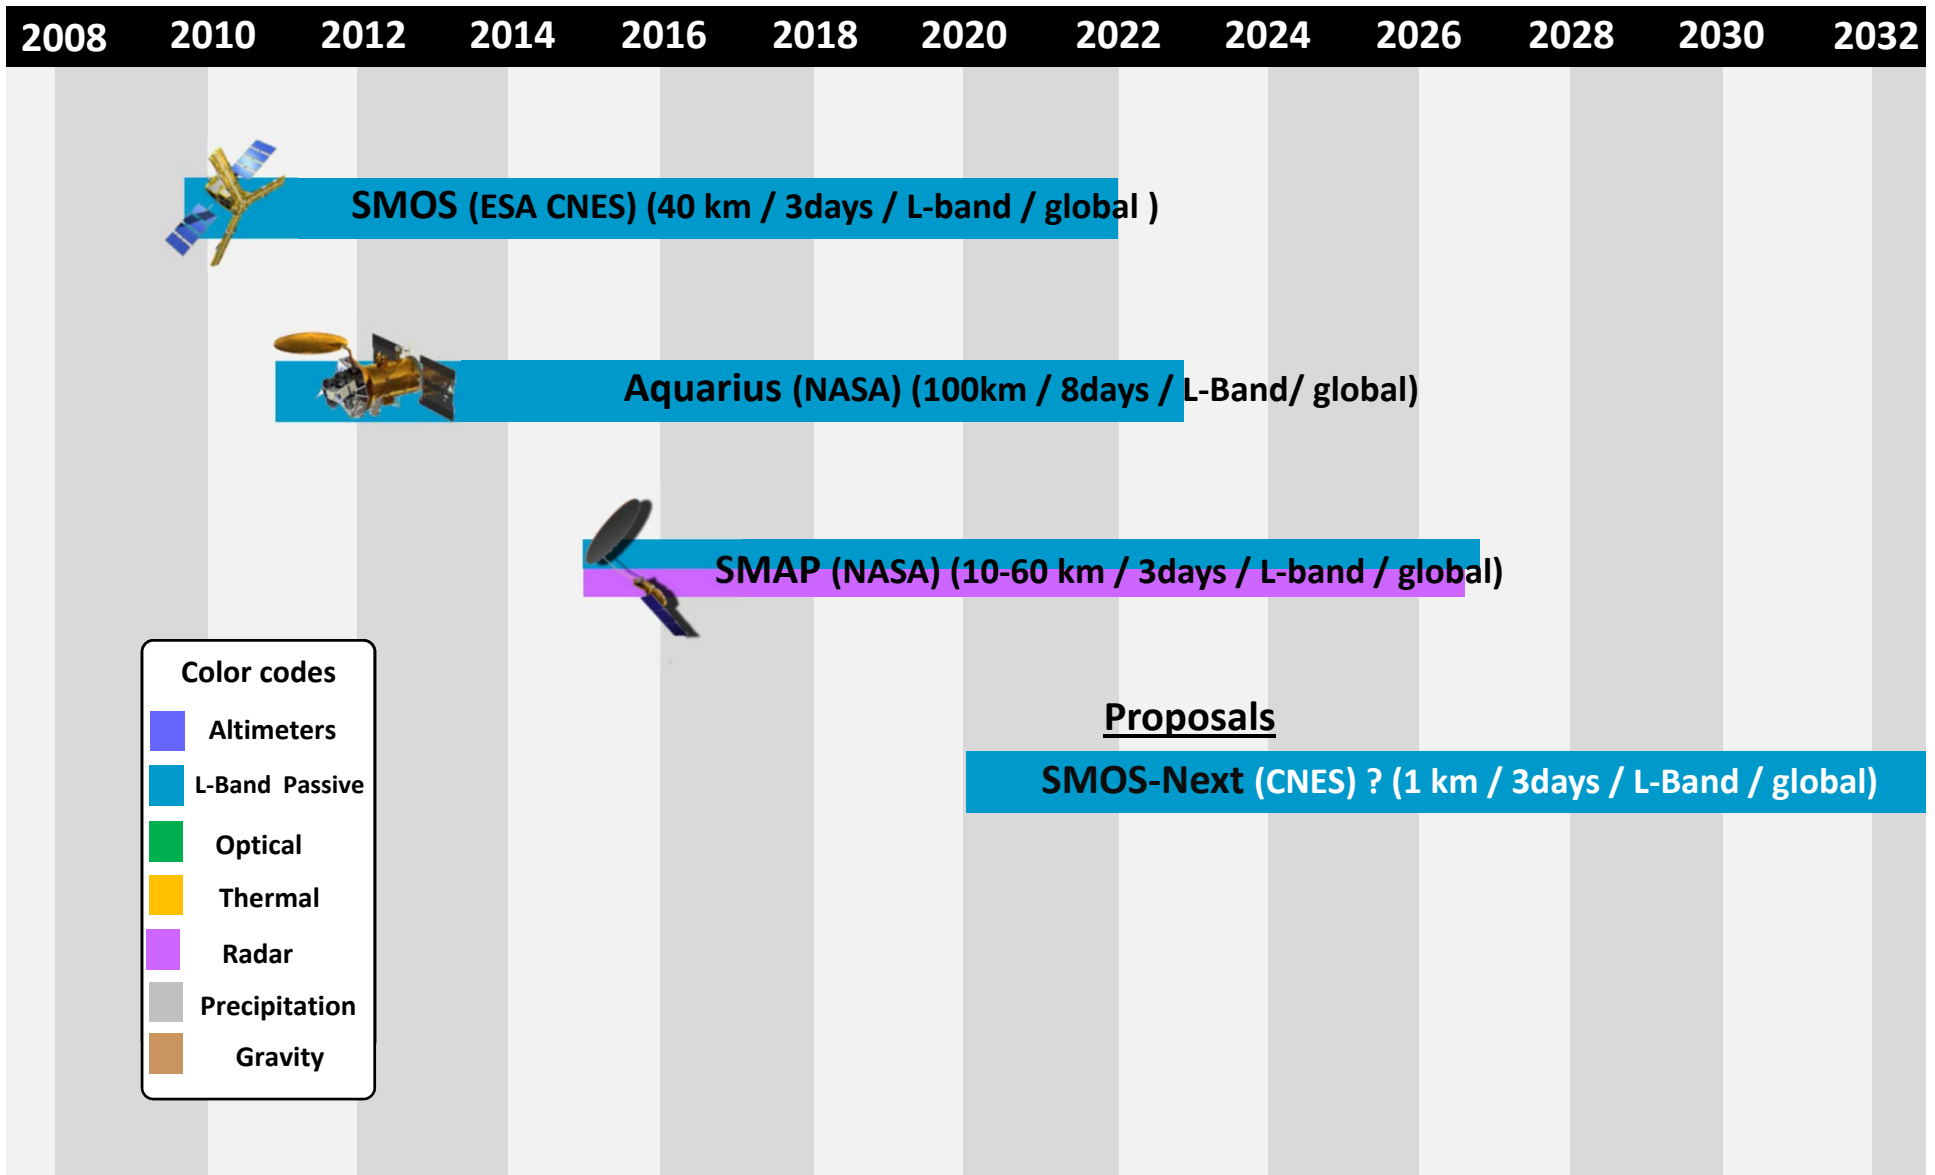 2008 2010 2012 2014 2016 2018 2020 2022 2024 2026 2028 2030 2032
SMOS (ESA CNES) (40 km / 3days / L-band / global )
Aquarius (NASA) (100km / 8days / L-Band/ global)
SMAP (NASA) (10-60 km / 3days / L-band / global)
Proposals
SMOS-Next (CNES) ? (1 km / 3days / L-Band / global)
Color codes
Altimeters
L-Band Passive
Optical
Thermal
Radar
Precipitation
Gravity